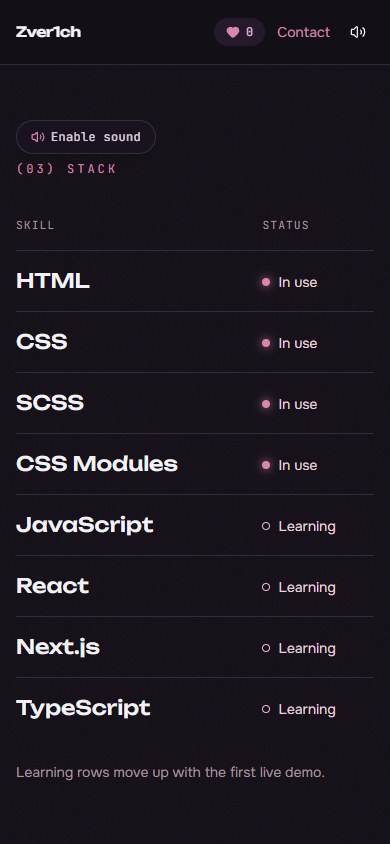 Zver1ch
0 Contact
Enable sound
(03) STACK
SKILL STATUS
HTML In use
CSS In use
SCSS In use
CSS Modules In use
JavaScript Learning
React Learning
Next.js Learning
TypeScript Learning
Learning rows move up with the first live demo.